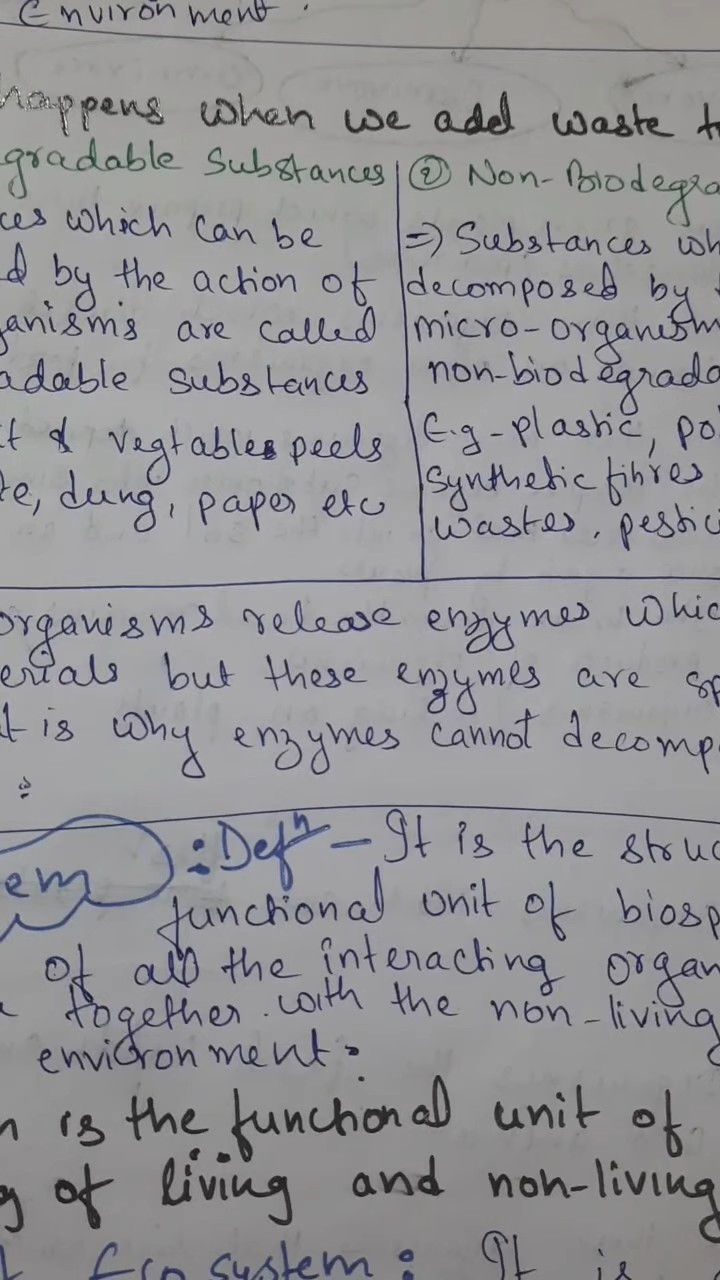 Environment.
happens when we add waste t
gradable Substances
ces which can be
d by the action of
ganisms are called
adable substances
t & vegtables peels
te, dung, paper etc
② Non-Biodegra
=> Substances wh
decomposed by
micro-organism
non-biodegrada
E.g - plastic, po
Synthetic fibres
wastes, pestic
organisms release enzymes whic
erials but these enzymes are sp
t is why enzymes cannot decomp
em : Defⁿ - It is the struc
functional unit of biosp
of all the interacting organ
together with the non-living
environment.
n is the functional unit of
g of living and non-living
Eco system : It is